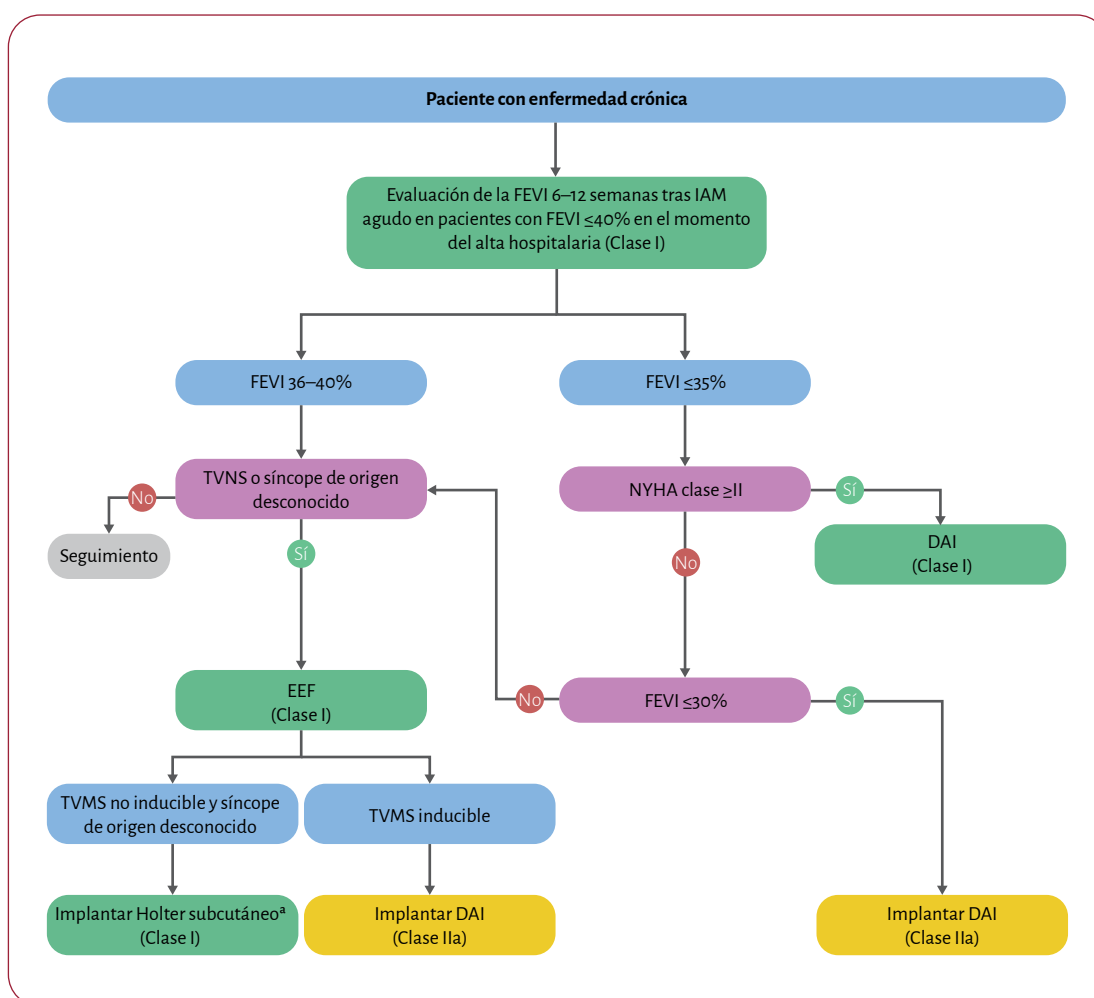 Paciente con enfermedad crónica
Evaluación de la FEVI 6–12 semanas tras IAM
agudo en pacientes con FEVI ≤40% en el momento
del alta hospitalaria (Clase I)
FEVI 36–40%
FEVI ≤35%
TVNS o síncope de origen
desconocido
NYHA clase ≥II
No
Sí
Seguimiento
Sí
DAI
(Clase I)
No
EEF
(Clase I)
No
FEVI ≤30%
Sí
TVMS no inducible y síncope
de origen desconocido
TVMS inducible
Implantar Holter subcutáneoª
(Clase I)
Implantar DAI
(Clase IIa)
Implantar DAI
(Clase IIa)